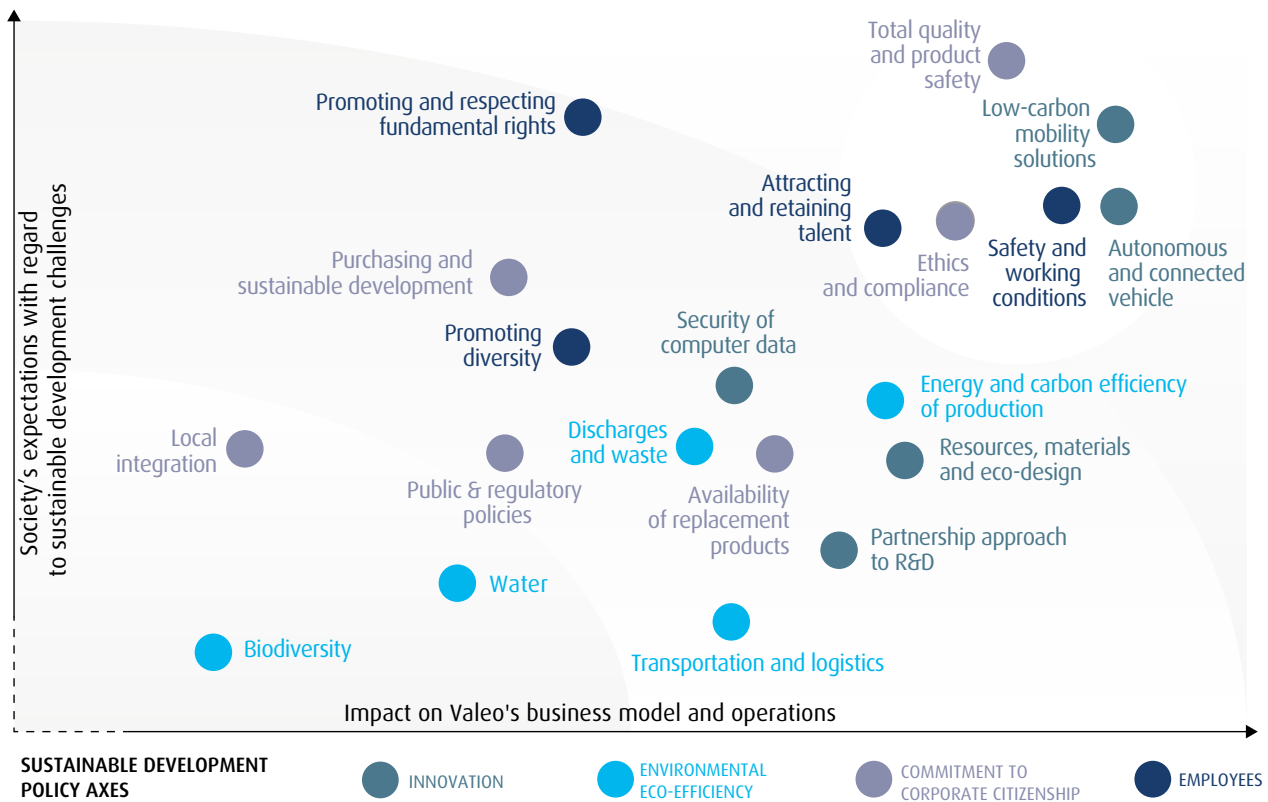 Total quality
and product
safety
Promoting and respecting
fundamental rights
Low-carbon
mobility
solutions
Attracting
and retaining
talent
Ethics
and compliance
Safety and
working
conditions
Autonomous
and connected
vehicle
Society's expectations with regard
to sustainable development challenges
Purchasing and
sustainable development
Promoting
diversity
Security of
computer data
Energy and carbon efficiency
of production
Local
integration
Public & regulatory
policies
Discharges
and waste
Availability
of replacement
products
Resources, materials
and eco-design
Partnership approach
to R&D
Water
Biodiversity
Transportation and logistics
Impact on Valeo's business model and operations
SUSTAINABLE DEVELOPMENT
POLICY AXES
INNOVATION
ENVIRONMENTAL
ECO-EFFICIENCY
COMMITMENT TO
CORPORATE CITIZENSHIP
EMPLOYEES